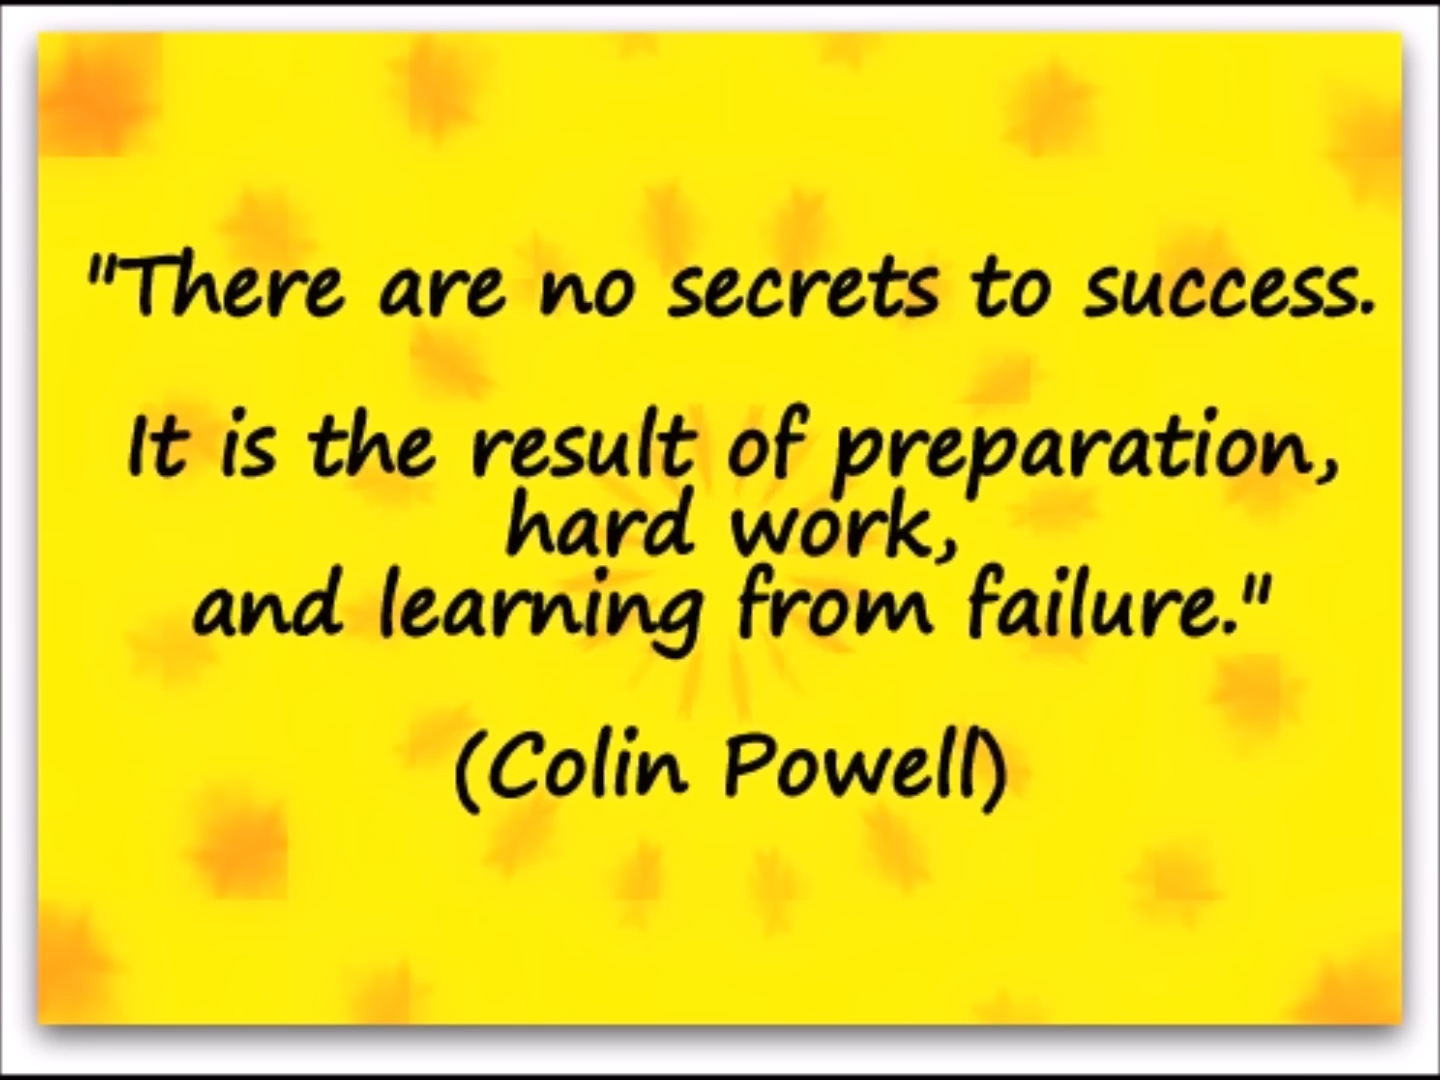 "There are no secrets to success.
It is the result of preparation,
hard work,
and learning from failure."
(Colin Powell)